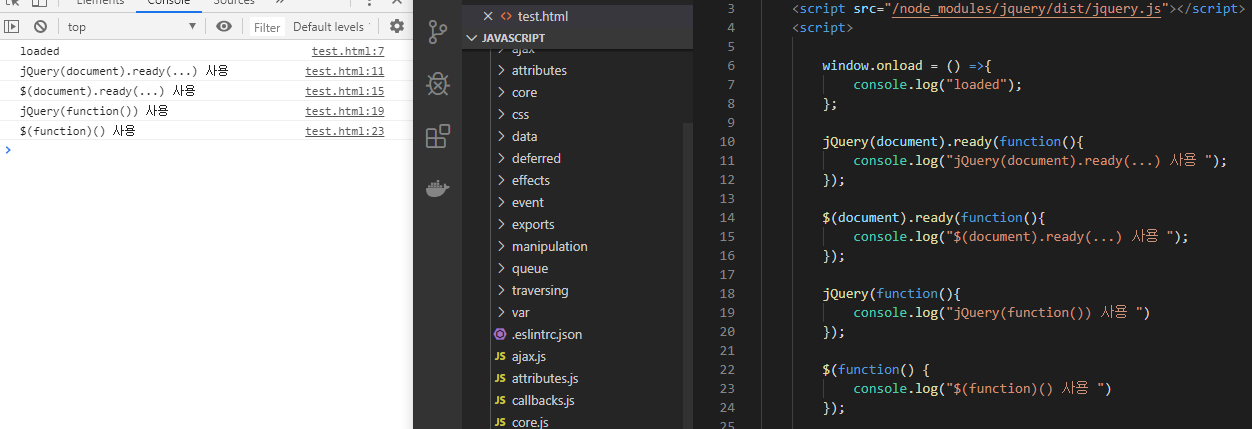 Elements
Console
Sources
»
top
Filter
Default levels
loaded test.html:7
jQuery(document).ready(...) 사용 test.html:11
$(document).ready(...) 사용 test.html:15
jQuery(function()) 사용 test.html:19
$(function)() 사용 test.html:23
>
test.html
JAVASCRIPT
ajax
attributes
core
css
data
deferred
effects
event
exports
manipulation
queue
traversing
var
.eslintrc.json
JS ajax.js
JS attributes.js
JS callbacks.js
JS core.js
3 <script src="/node_modules/jquery/dist/jquery.js"></script>
4 <script>
5
6 window.onload = () =>{
7 console.log("loaded");
8 };
9
10 jQuery(document).ready(function(){
11 console.log("jQuery(document).ready(...) 사용 ");
12 });
13
14 $(document).ready(function(){
15 console.log("$(document).ready(...) 사용 ");
16 });
17
18 jQuery(function(){
19 console.log("jQuery(function()) 사용 ")
20 });
21
22 $(function() {
23 console.log("$(function)() 사용 ")
24 });
25